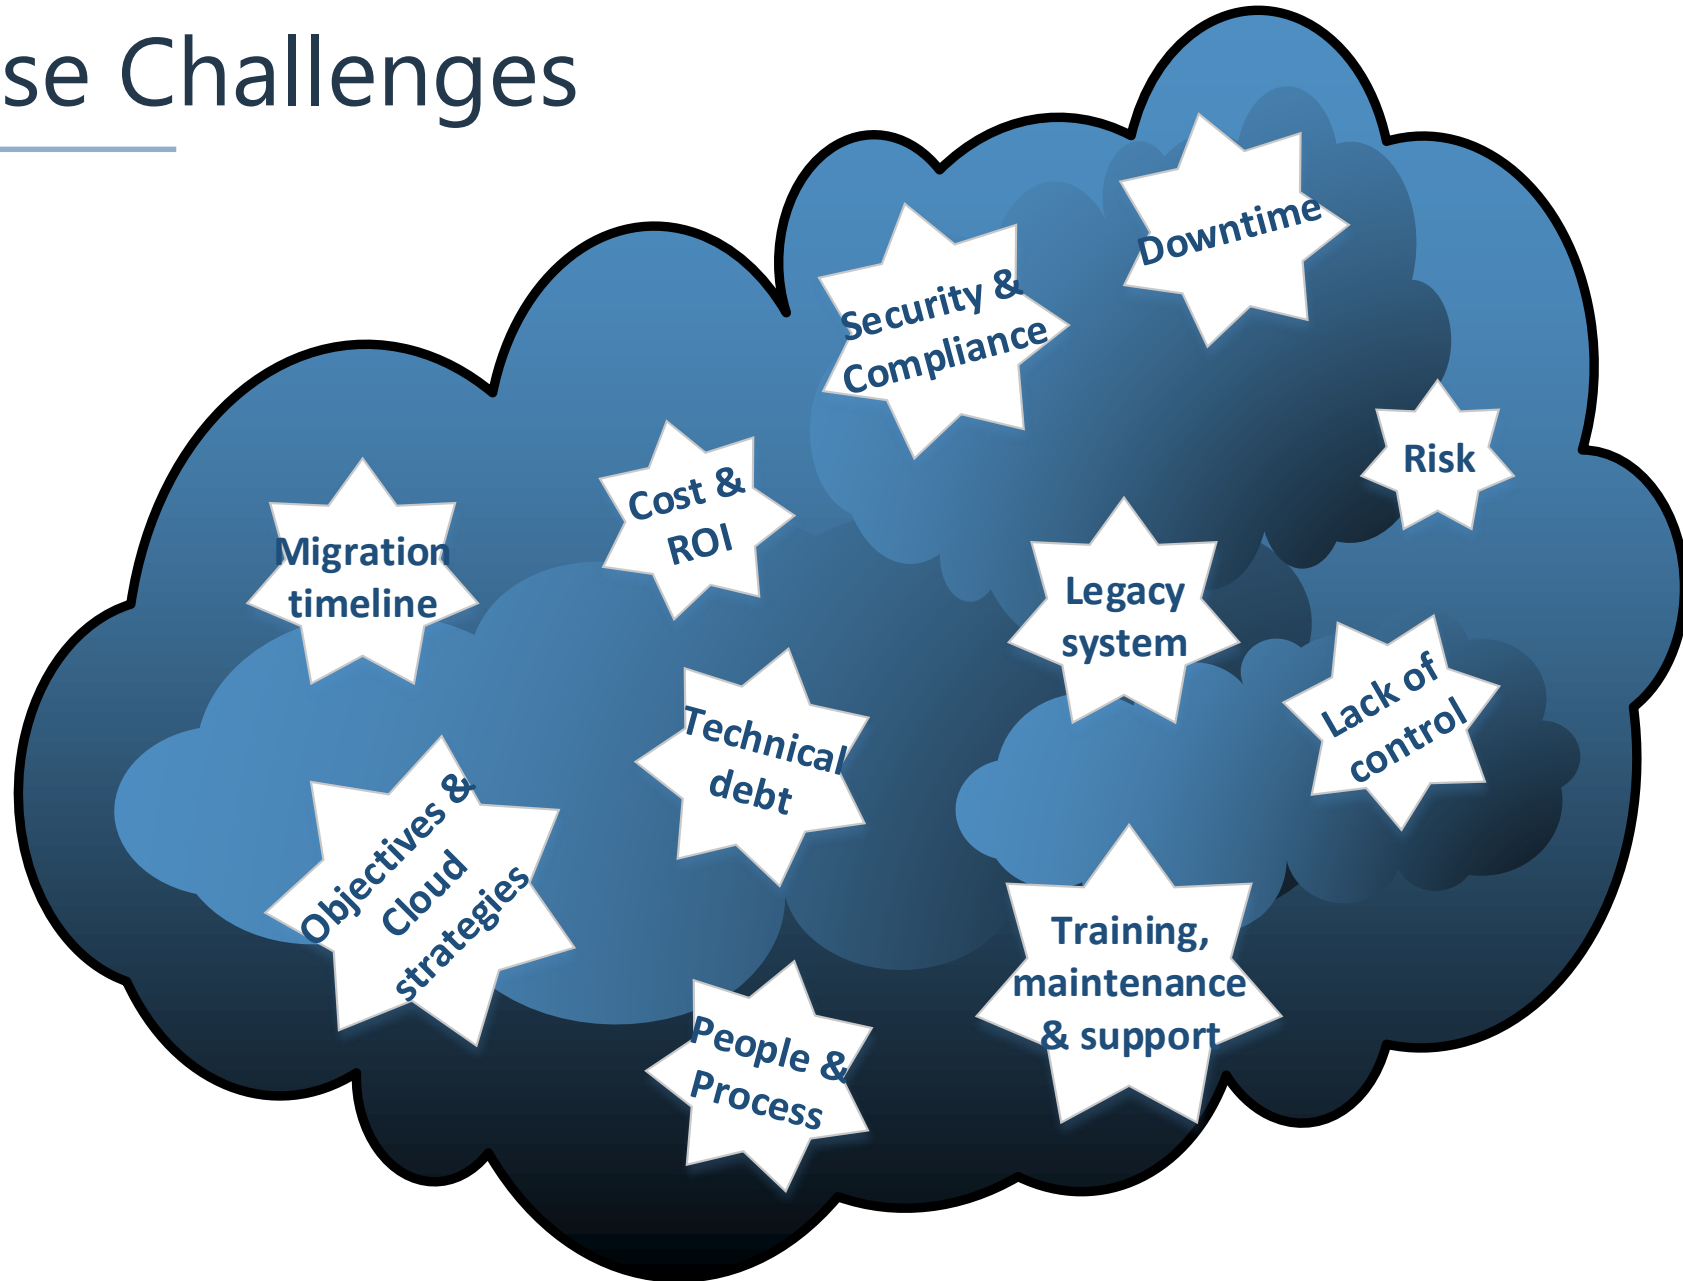 se Challenges
Downtime
Security &
Compliance
Risk
Cost &
ROI
Migration
timeline
Legacy
system
Lack of
control
Technical
debt
Objectives &
Cloud
strategies
Training,
maintenance
& support
People &
Process